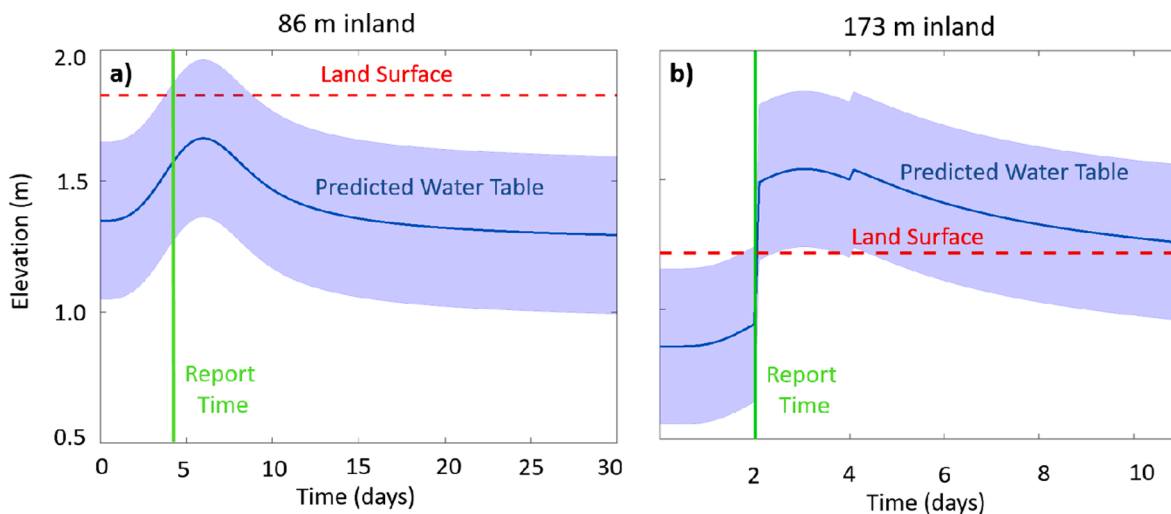 86 m inland
173 m inland
a)
b)
Land Surface
Predicted Water Table
Report
Time
Elevation (m)
2.0
1.5
1.0
0.5
0 5 10 15 20 25 30
Time (days)
Predicted Water Table
Land Surface
Report
Time
2 4 6 8 10
Time (days)